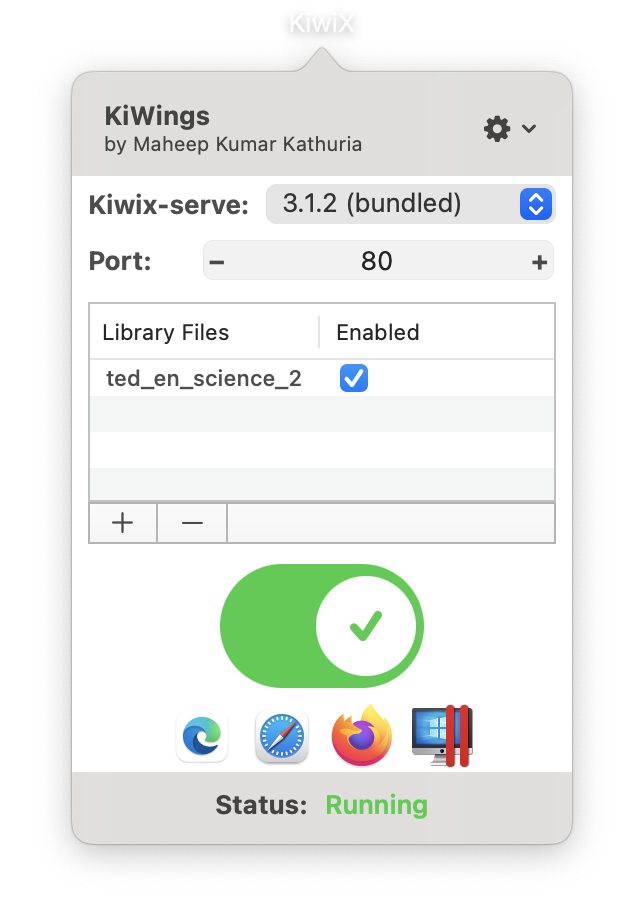 KiwiX
KiWings
by Maheep Kumar Kathuria
Kiwix-serve: 3.1.2 (bundled)
Port: − 80 +
Library Files Enabled
ted_en_science_2
Status: Running